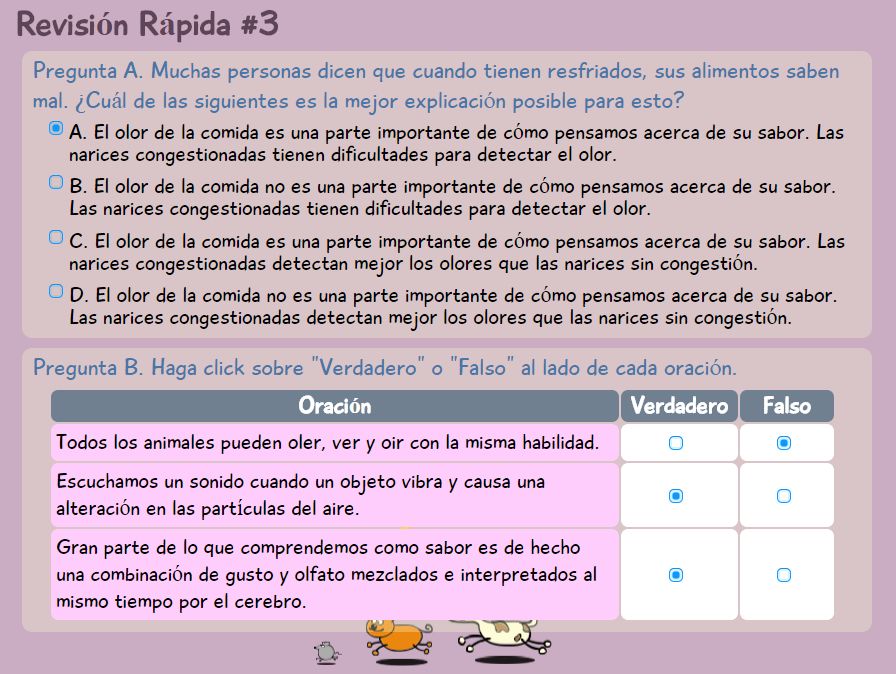 Revisión Rápida #3
Pregunta A. Muchas personas dicen que cuando tienen resfriados, sus alimentos saben
mal. ¿Cuál de las siguientes es la mejor explicación posible para esto?
A. El olor de la comida es una parte importante de cómo pensamos acerca de su sabor. Las
narices congestionadas tienen dificultades para detectar el olor.
B. El olor de la comida no es una parte importante de cómo pensamos acerca de su sabor.
Las narices congestionadas tienen dificultades para detectar el olor.
C. El olor de la comida es una parte importante de cómo pensamos acerca de su sabor. Las
narices congestionadas detectan mejor los olores que las narices sin congestión.
D. El olor de la comida no es una parte importante de cómo pensamos acerca de su sabor.
Las narices congestionadas detectan mejor los olores que las narices sin congestión.
Pregunta B. Haga click sobre "Verdadero" o "Falso" al lado de cada oración.
Oración Verdadero Falso
Todos los animales pueden oler, ver y oir con la misma habilidad.
Escuchamos un sonido cuando un objeto vibra y causa una
alteración en las partículas del aire.
Gran parte de lo que comprendemos como sabor es de hecho
una combinación de gusto y olfato mezclados e interpretados al
mismo tiempo por el cerebro.